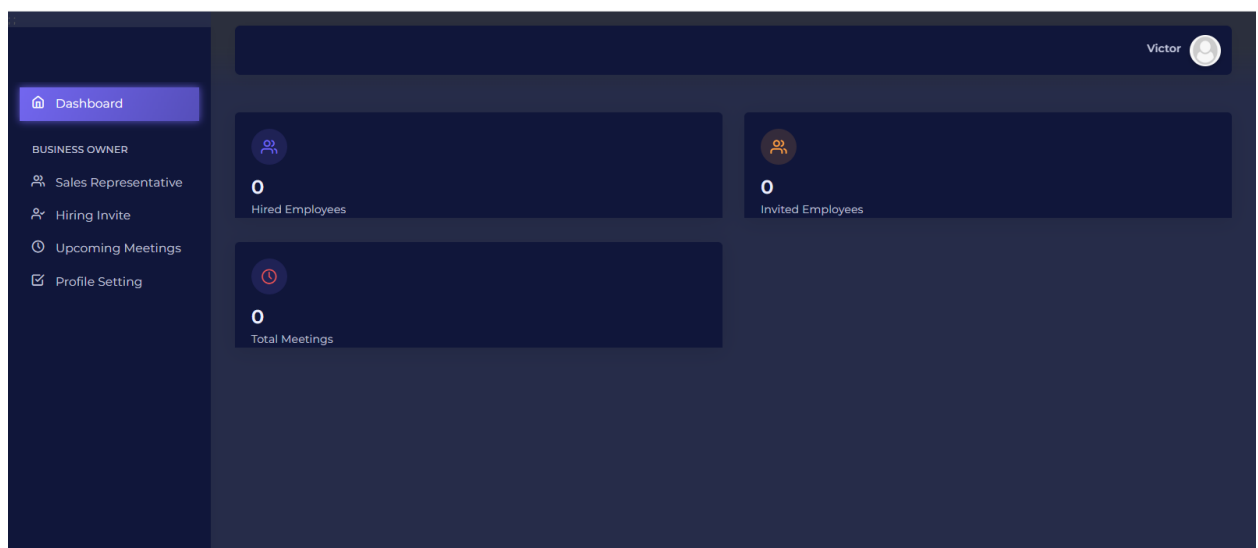 Victor
Dashboard
BUSINESS OWNER
Sales Representative
Hiring Invite
Upcoming Meetings
Profile Setting
0
Hired Employees
0
Invited Employees
0
Total Meetings